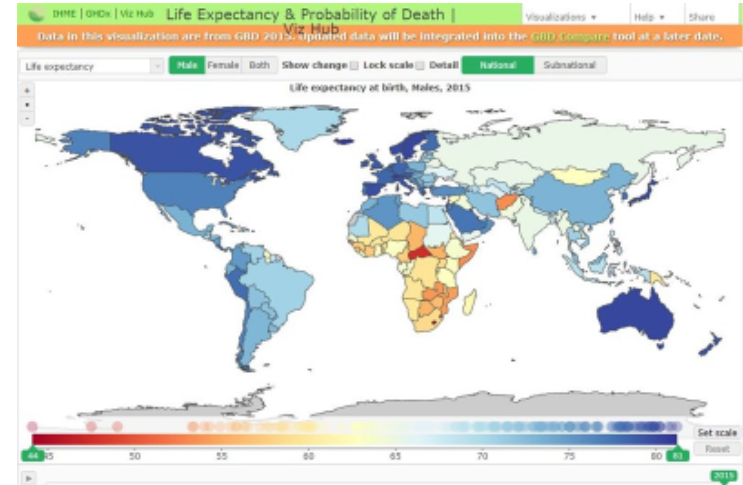 IHME | GHDx | Viz Hub Life Expectancy & Probability of Death | Viz Hub
Visualizations Help Share
Data in this visualization are from GBD 2015. Updated data will be integrated into the GBD Compare tool at a later date.
Life expectancy Male Female Both Show change Lock scale Detail National Subnational
+
-
Life expectancy at birth, Males, 2015
Set scale
44 45 50 55 60 65 70 75 80 81
Reset
2015